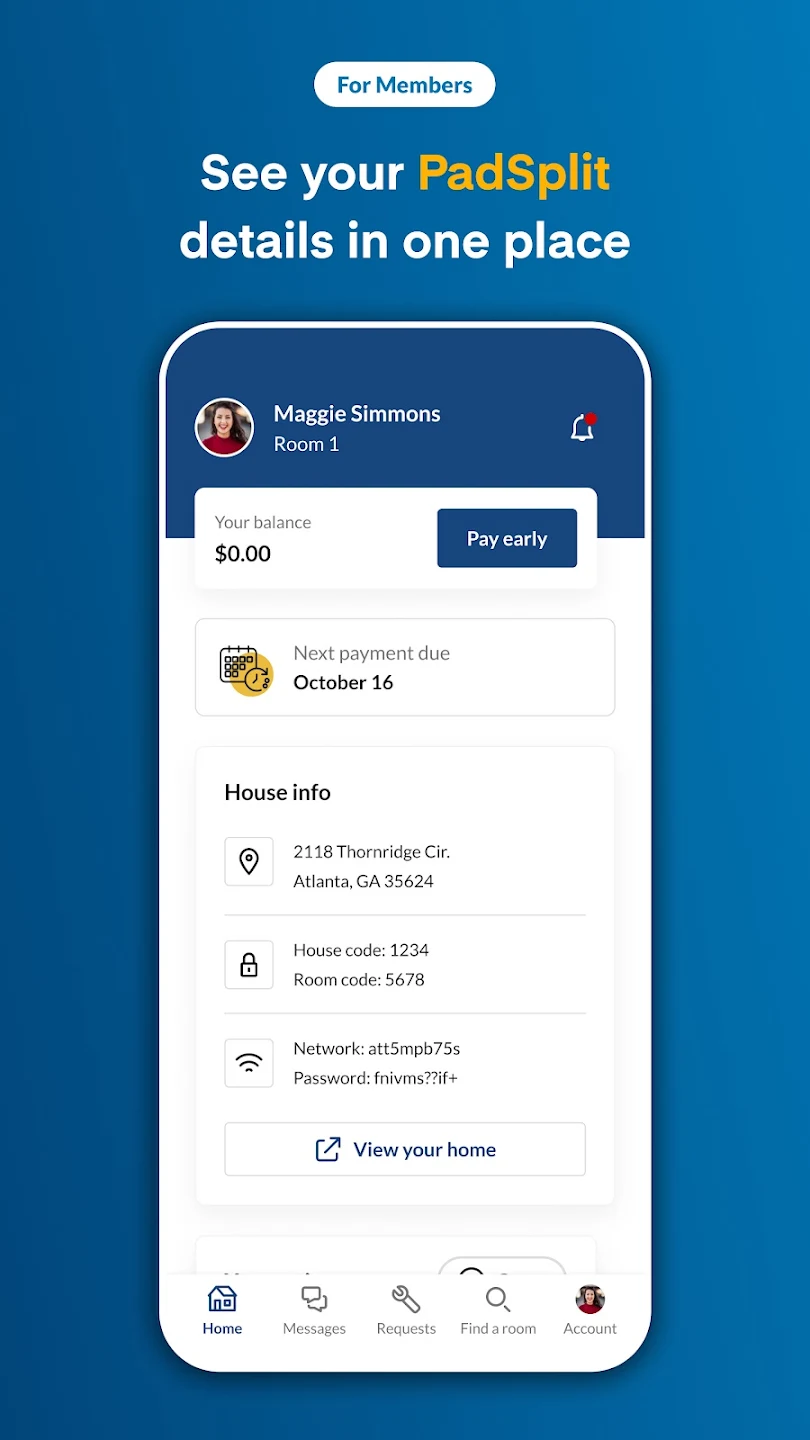 For Members
See your PadSplit
details in one place
Maggie Simmons
Room 1
Your balance
$0.00
Pay early
Next payment due
October 16
House info
2118 Thornridge Cir.
Atlanta, GA 35624
House code: 1234
Room code: 5678
Network: att5mpb75s
Password: fnivms??if+
View your home
Home
Messages
Requests
Find a room
Account